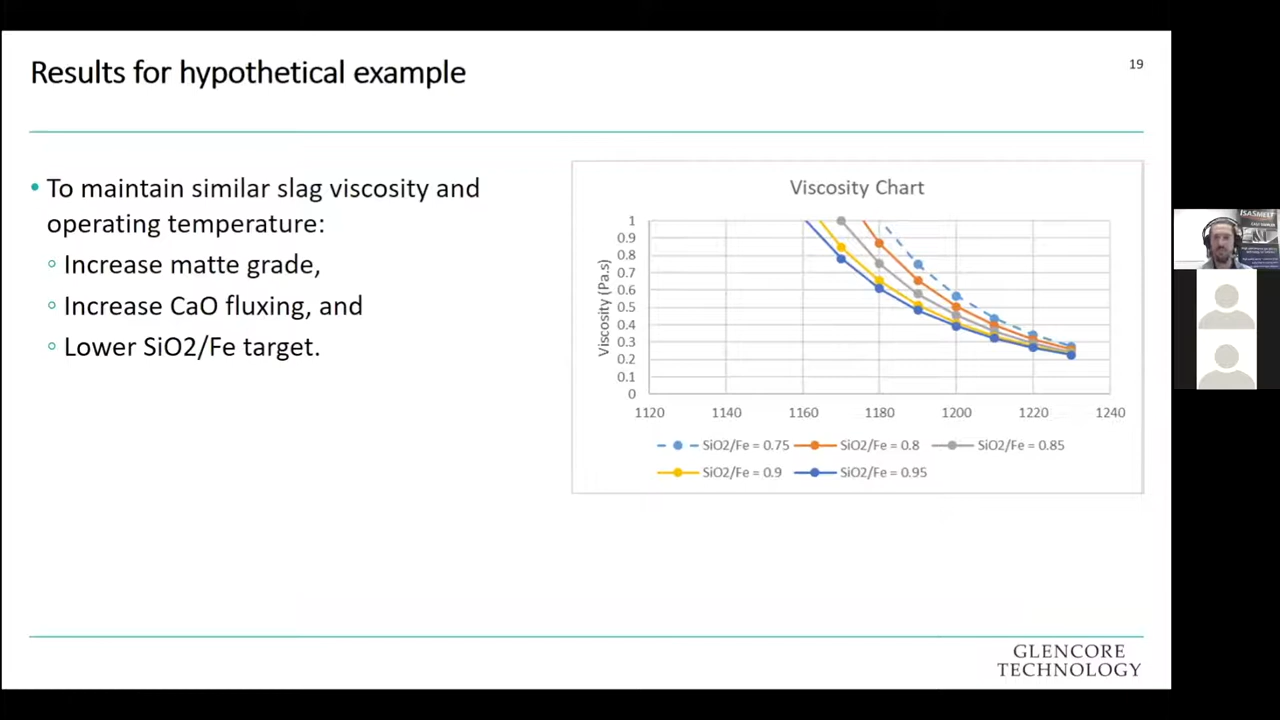 Results for hypothetical example
19
• To maintain similar slag viscosity and
operating temperature:
◦ Increase matte grade,
◦ Increase CaO fluxing, and
◦ Lower SiO2/Fe target.
Viscosity Chart
Viscosity (Pa.s)
1
0.9
0.8
0.7
0.6
0.5
0.4
0.3
0.2
0.1
0
1120 1140 1160 1180 1200 1220 1240
SiO2/Fe = 0.75 SiO2/Fe = 0.8 SiO2/Fe = 0.85
SiO2/Fe = 0.9 SiO2/Fe = 0.95
ISASMELT
GLENCORE
TECHNOLOGY